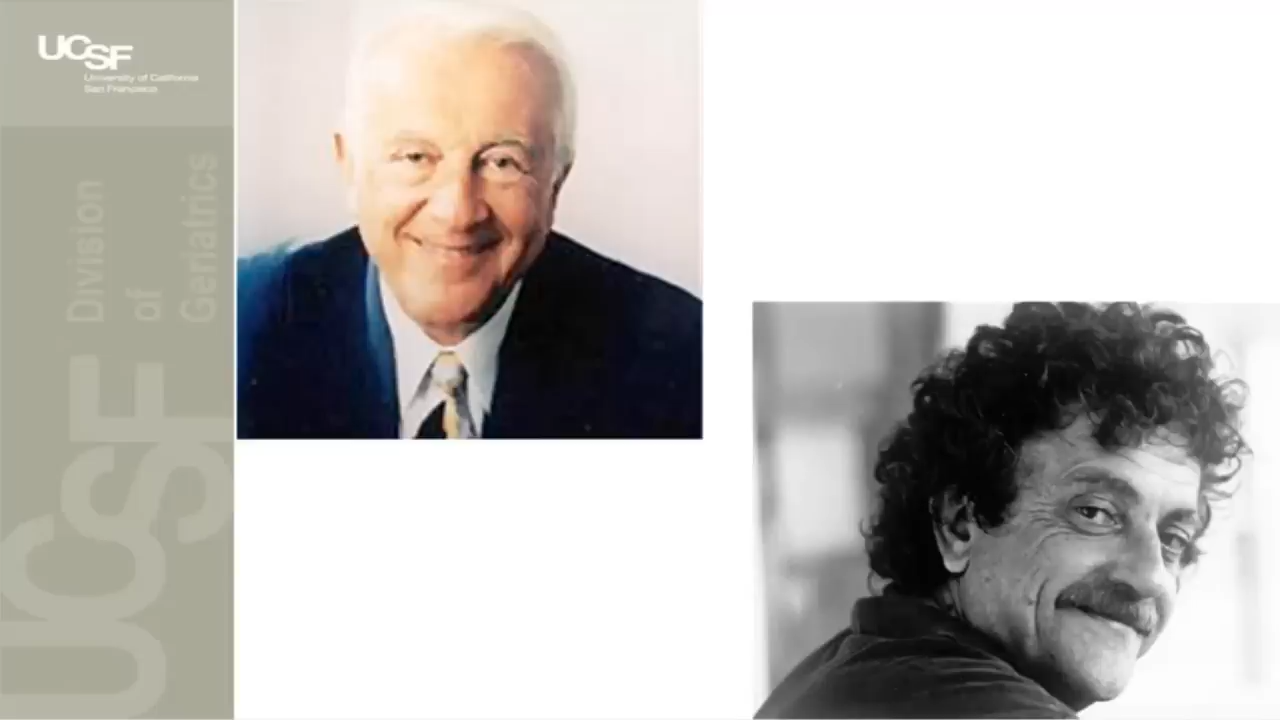 UCSF
University of California
San Francisco
Division
of
Geriatrics
UCSF